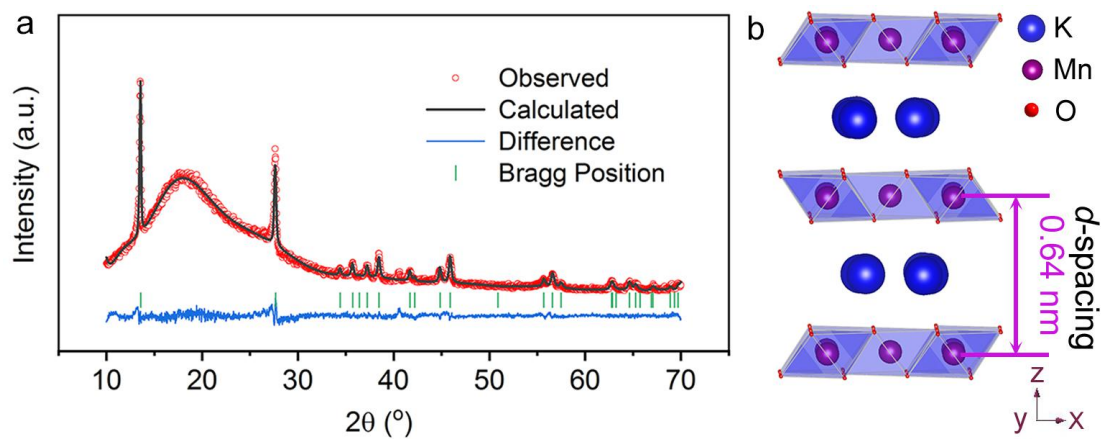 a
Intensity (a.u.)
Observed
Calculated
Difference
Bragg Position
10 20 30 40 50 60 70
2θ (°)
b
K
Mn
O
d-spacing
0.64 nm
z
y
x